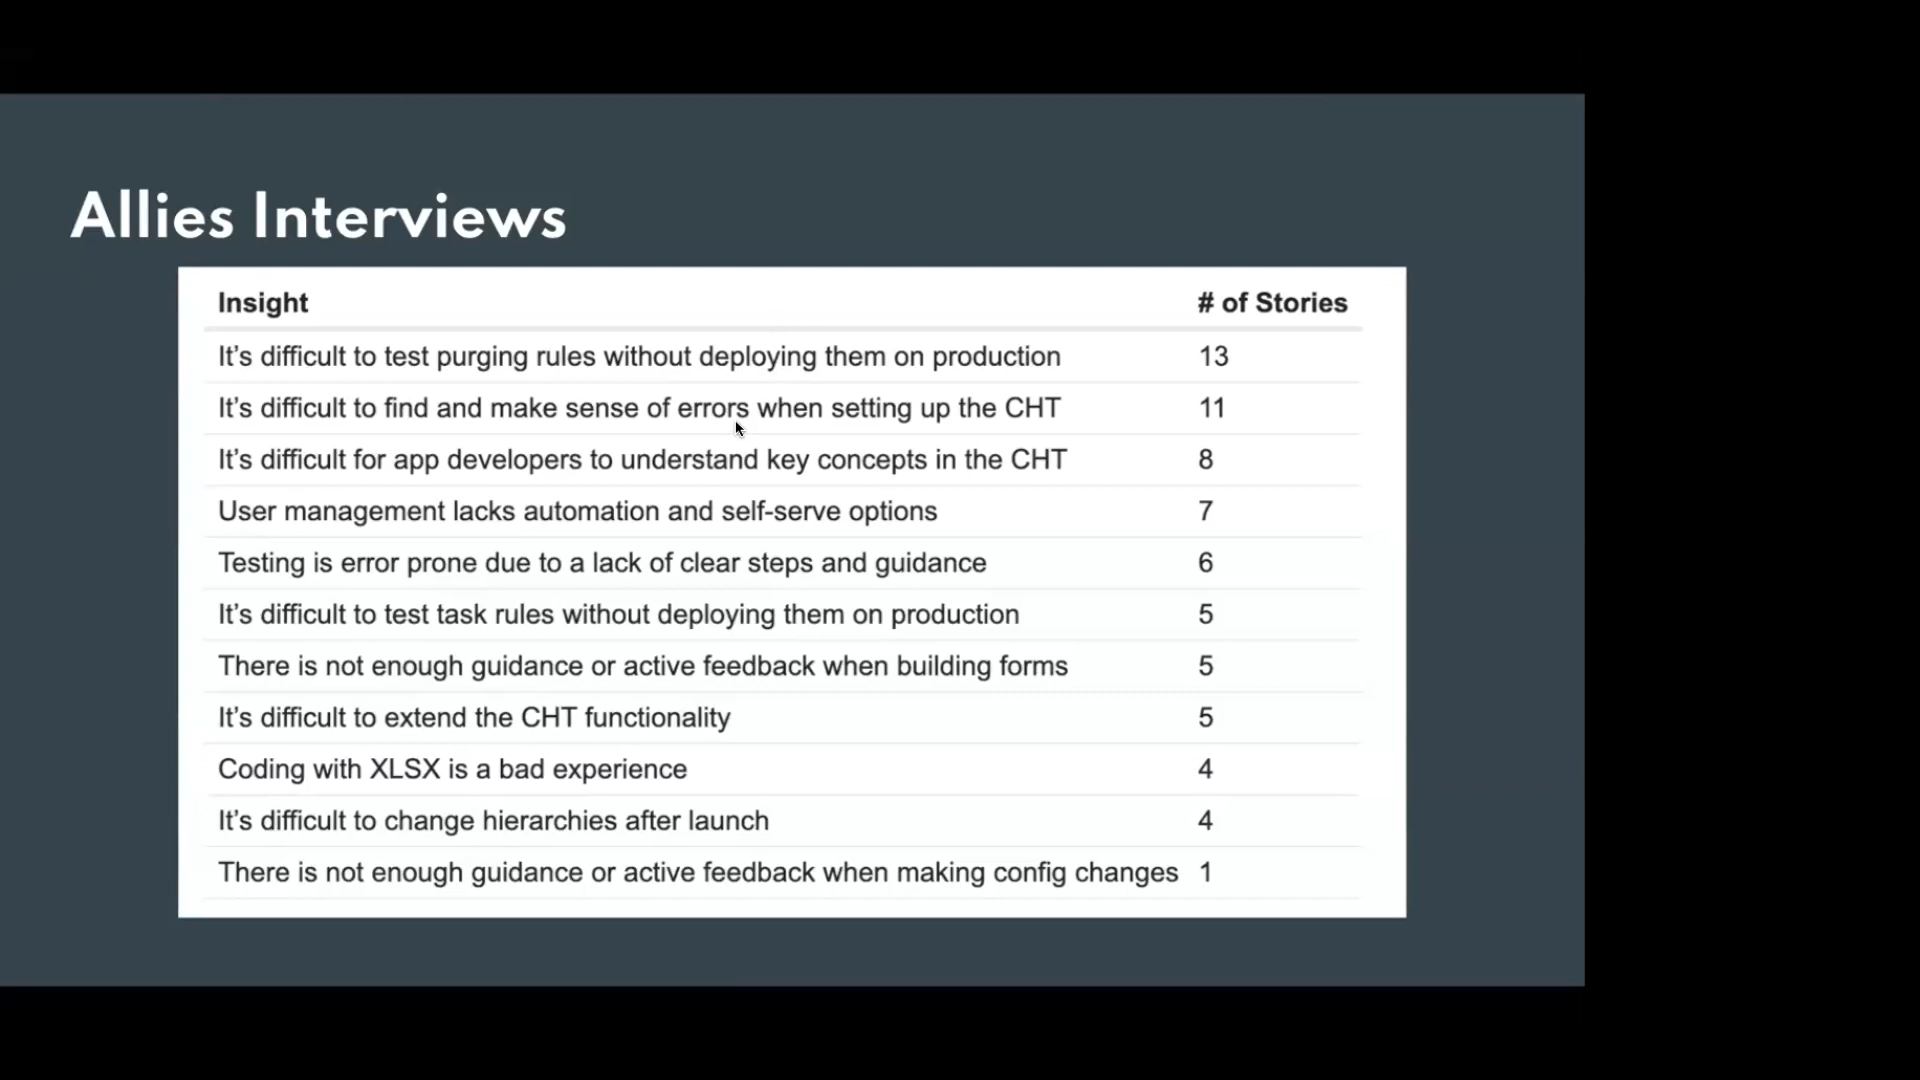 Allies Interviews
Insight # of Stories
It’s difficult to test purging rules without deploying them on production 13
It’s difficult to find and make sense of errors when setting up the CHT 11
It’s difficult for app developers to understand key concepts in the CHT 8
User management lacks automation and self-serve options 7
Testing is error prone due to a lack of clear steps and guidance 6
It’s difficult to test task rules without deploying them on production 5
There is not enough guidance or active feedback when building forms 5
It’s difficult to extend the CHT functionality 5
Coding with XLSX is a bad experience 4
It’s difficult to change hierarchies after launch 4
There is not enough guidance or active feedback when making config changes 1